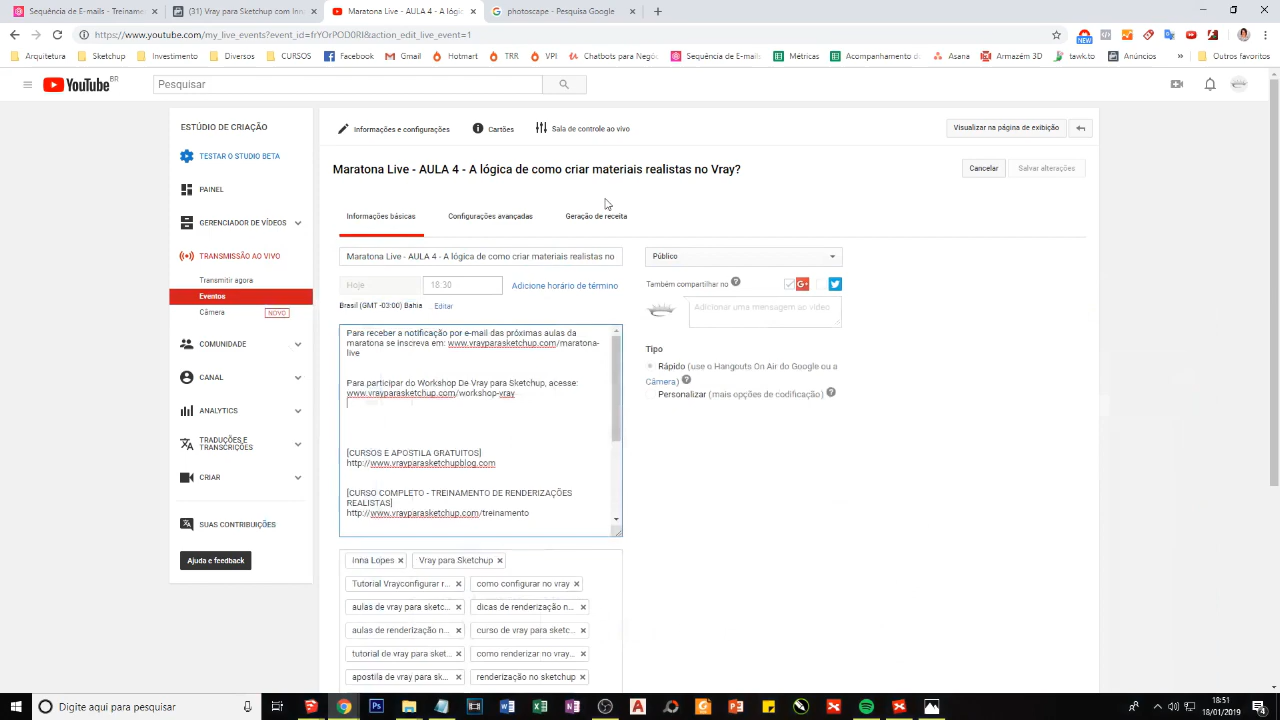 Sequência de E-mails - Treinam
(31) Vray para Sketchup com Inn
Maratona Live - AULA 4 - A lógic
photoscape - Pesquisa Google
https://www.youtube.com/my_live_events?event_id=frYOrPOD0RI&action_edit_live_event=1
Arquitetura
Sketchup
Investimento
Diversos
CURSOS
Facebook
Gmail
Hotmart
TRR
VPI
Chatbots para Negó
Sequência de E-mails
Métricas
Acompanhamento d
Asana
Armazém 3D
tawk.to
Anúncios
Outros favoritos
NEW
YouTube BR
Pesquisar
ESTÚDIO DE CRIAÇÃO
TESTAR O STUDIO BETA
PAINEL
GERENCIADOR DE VÍDEOS
TRANSMISSÃO AO VIVO
Transmitir agora
Eventos
Câmera NOVO
COMUNIDADE
CANAL
ANALYTICS
TRADUÇÕES E
TRANSCRIÇÕES
CRIAR
SUAS CONTRIBUIÇÕES
Ajuda e feedback
Informações e configurações
Cartões
Sala de controle ao vivo
Visualizar na página de exibição
Maratona Live - AULA 4 - A lógica de como criar materiais realistas no Vray?
Cancelar
Salvar alterações
Informações básicas
Configurações avançadas
Geração de receita
Maratona Live - AULA 4 - A lógica de como criar materiais realistas no
Hoje
18:30
Adicione horário de término
Brasil (GMT -03:00) Bahia
Editar
Para receber a notificação por e-mail das próximas aulas da
maratona se inscreva em: www.vrayparasketchup.com/maratona-
live
Para participar do Workshop De Vray para Sketchup, acesse:
www.vrayparasketchup.com/workshop-vray
[CURSOS E APOSTILA GRATUITOS]
http://www.vrayparasketchupblog.com
[CURSO COMPLETO - TREINAMENTO DE RENDERIZAÇÕES
REALISTAS]
http://www.vrayparasketchup.com/treinamento
Inna Lopes
Vray para Sketchup
Tutorial Vrayconfigurar r...
como configurar no vray
aulas de vray para sketc...
dicas de renderização n...
aulas de renderização n...
curso de vray para sketc...
tutorial de vray para sket...
como renderizar no vray...
apostila de vray para sk...
renderização no sketchup
Público
Também compartilhar no
Adicionar uma mensagem ao vídeo
Tipo
Rápido (use o Hangouts On Air do Google ou a
Câmera)
Personalizar (mais opções de codificação)
Digite aqui para pesquisar
18:51
18/01/2019